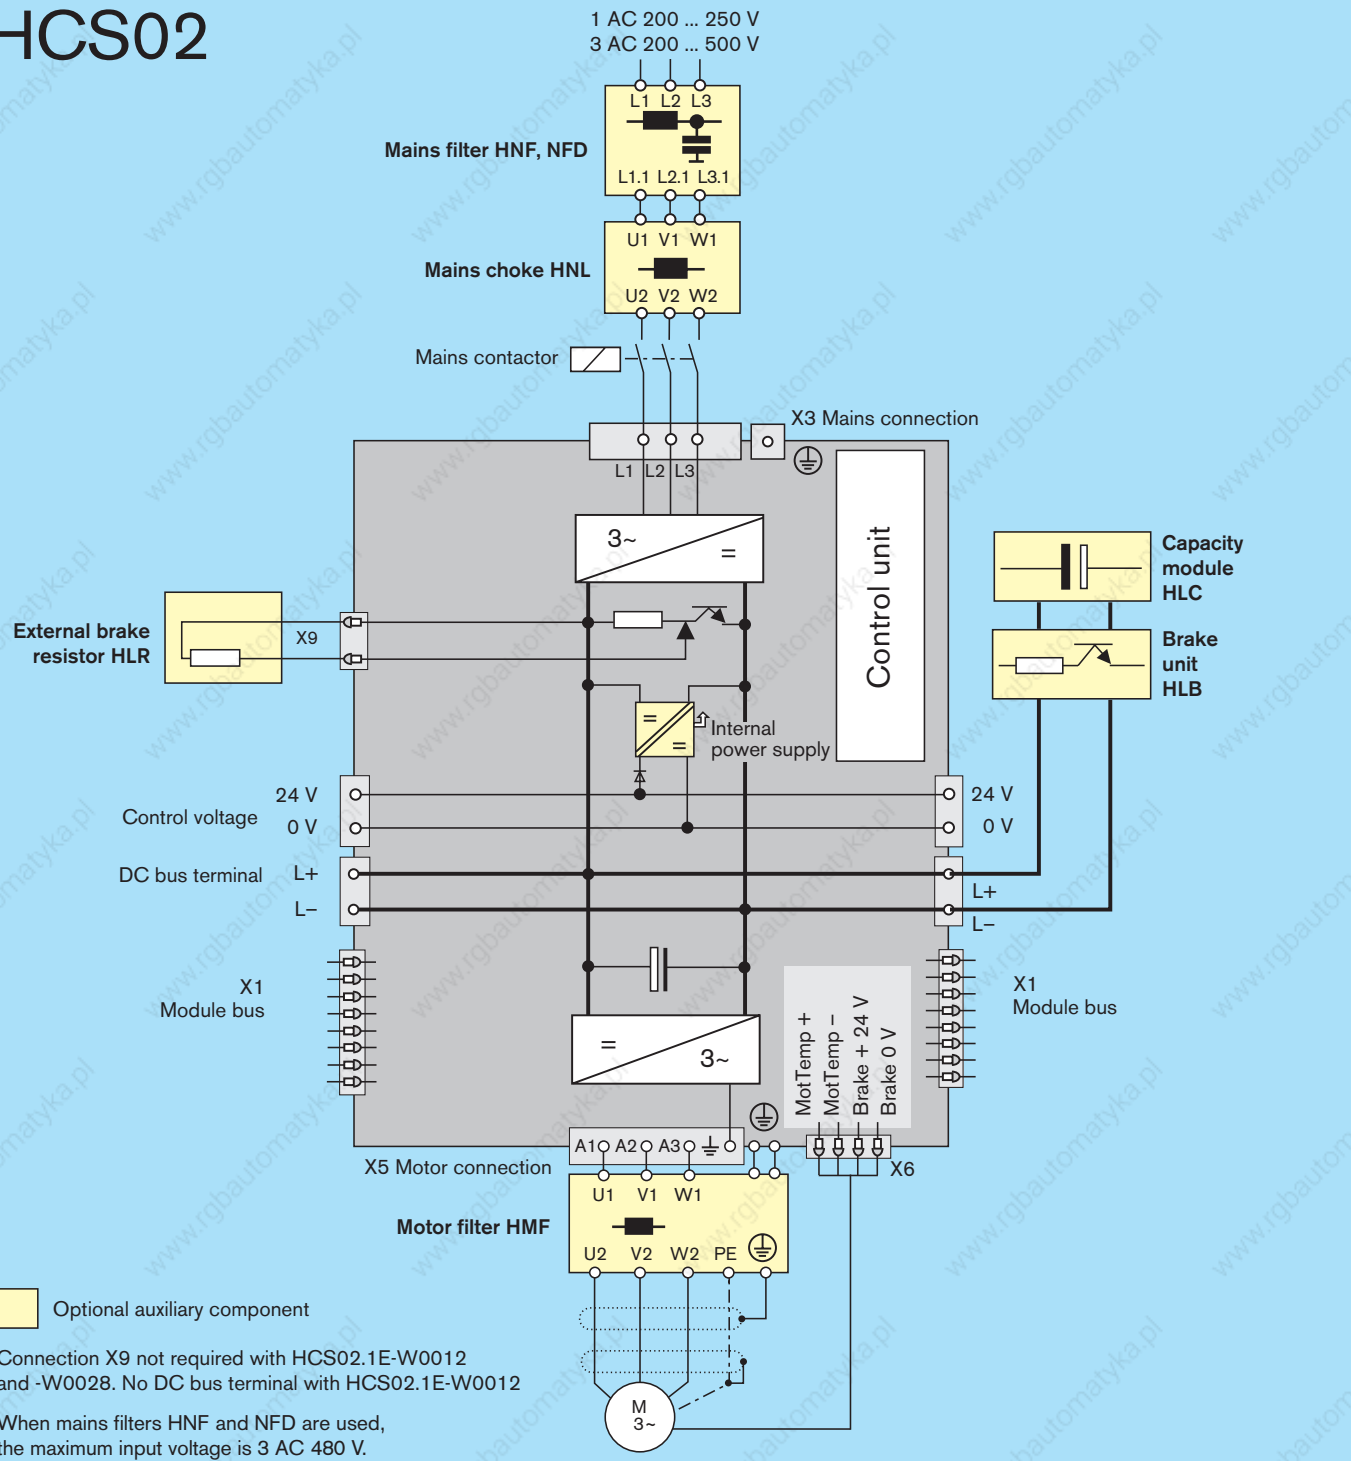 HCS02
1 AC 200 ... 250 V
3 AC 200 ... 500 V
L1 L2 L3
Mains filter HNF, NFD
L1.1 L2.1 L3.1
U1 V1 W1
Mains choke HNL
U2 V2 W2
Mains contactor
X3 Mains connection
L1 L2 L3
3~
=
Control unit
Capacity
module
HLC
External brake
resistor HLR
X9
Brake
unit
HLB
=
=
Internal
power supply
Control voltage
24 V
0 V
24 V
0 V
DC bus terminal
L+
L–
L+
L–
X1
Module bus
X1
Module bus
=
3~
MotTemp +
MotTemp –
Brake + 24 V
Brake 0 V
A1 A2 A3
X5 Motor connection
X6
U1 V1 W1
Motor filter HMF
U2 V2 W2 PE
Optional auxiliary component
Connection X9 not required with HCS02.1E-W0012
and -W0028. No DC bus terminal with HCS02.1E-W0012
When mains filters HNF and NFD are used,
the maximum input voltage is 3 AC 480 V.
M
3~
www.rgbautomatyka.pl